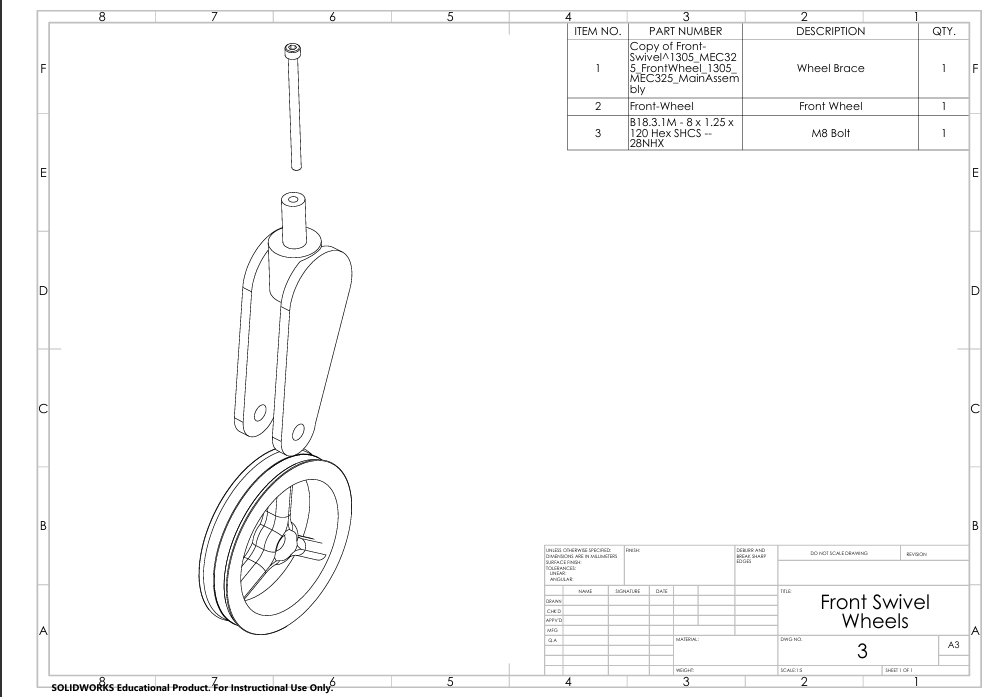 8 7 6 5 4 3 2 1
ITEM NO. PART NUMBER DESCRIPTION QTY.
1 Copy of Front-
Swivel^1305_MEC32
5_FrontWheel_1305_
MEC325_MainAssem
bly
Wheel Brace 1
2 Front-Wheel Front Wheel 1
3 B18.3.1M - 8 x 1.25 x
120 Hex SHCS --
28NHX
M8 Bolt 1
F F
E E
D D
C C
B B
A A
UNLESS OTHERWISE SPECIFIED:
DIMENSIONS ARE IN MILLIMETERS
SURFACE FINISH:
TOLERANCES:
LINEAR:
ANGULAR:
FINISH:
DEBURR AND
BREAK SHARP
EDGES
DO NOT SCALE DRAWING
REVISION
NAME SIGNATURE DATE
DRAWN
CHK'D
APPV'D
MFG
Q.A
MATERIAL:
WEIGHT:
TITLE:
Front Swivel
Wheels
DWG NO.
3
A3
SCALE:1:5
SHEET 1 OF 1
8 7 6 5 4 3 2 1
SOLIDWORKS Educational Product. For Instructional Use Only.